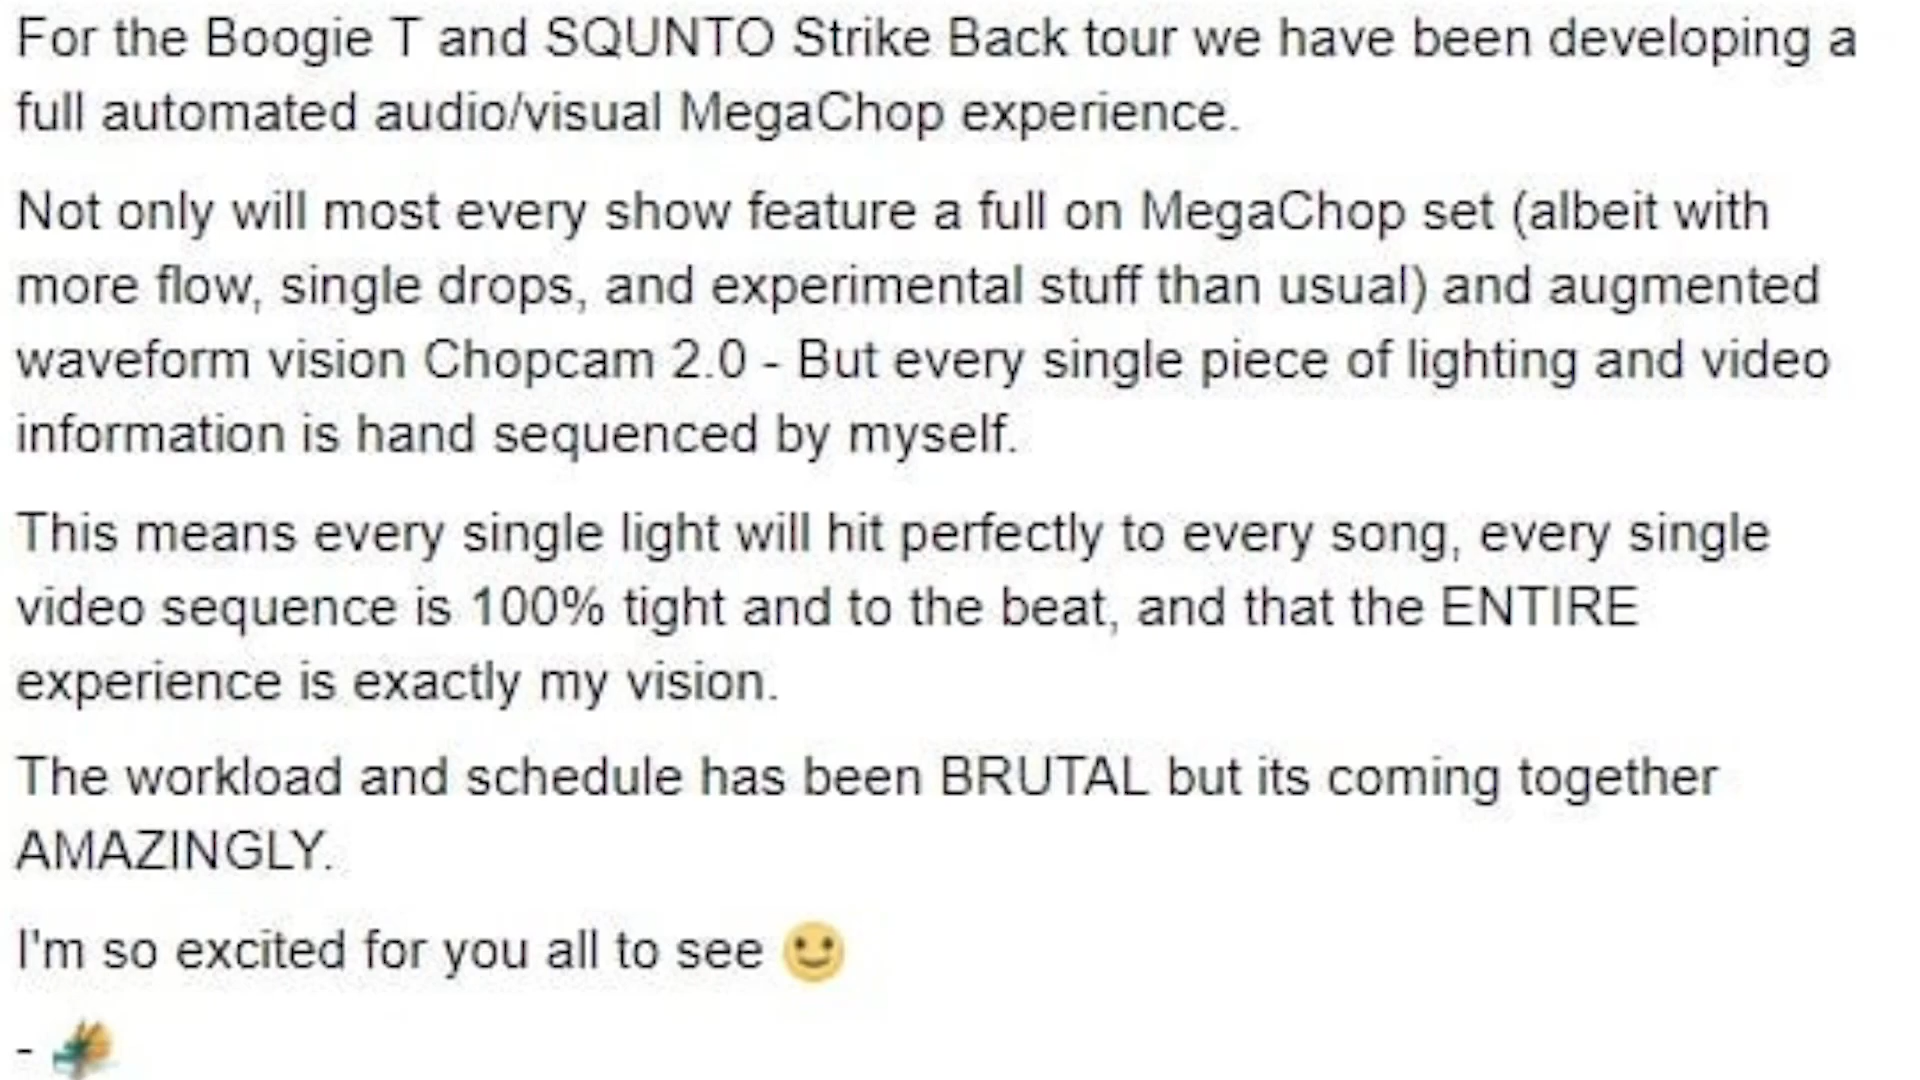 For the Boogie T and SQUNTO Strike Back tour we have been developing a
full automated audio/visual MegaChop experience.
Not only will most every show feature a full on MegaChop set (albeit with
more flow, single drops, and experimental stuff than usual) and augmented
waveform vision Chopcam 2.0 - But every single piece of lighting and video
information is hand sequenced by myself.
This means every single light will hit perfectly to every song, every single
video sequence is 100% tight and to the beat, and that the ENTIRE
experience is exactly my vision.
The workload and schedule has been BRUTAL but its coming together
AMAZINGLY.
I'm so excited for you all to see 🙂
-